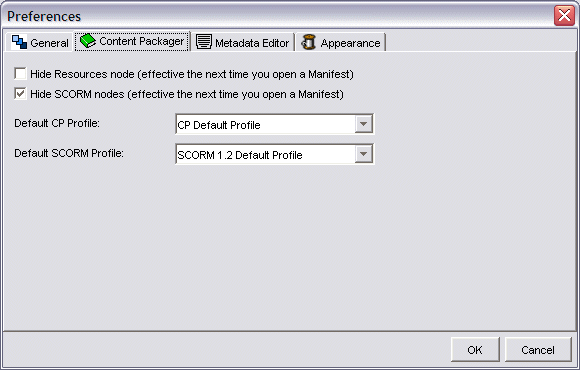 Preferences
General Content Packager Metadata Editor Appearance
Hide Resources node (effective the next time you open a Manifest)
Hide SCORM nodes (effective the next time you open a Manifest)
Default CP Profile: CP Default Profile
Default SCORM Profile: SCORM 1.2 Default Profile
OK Cancel